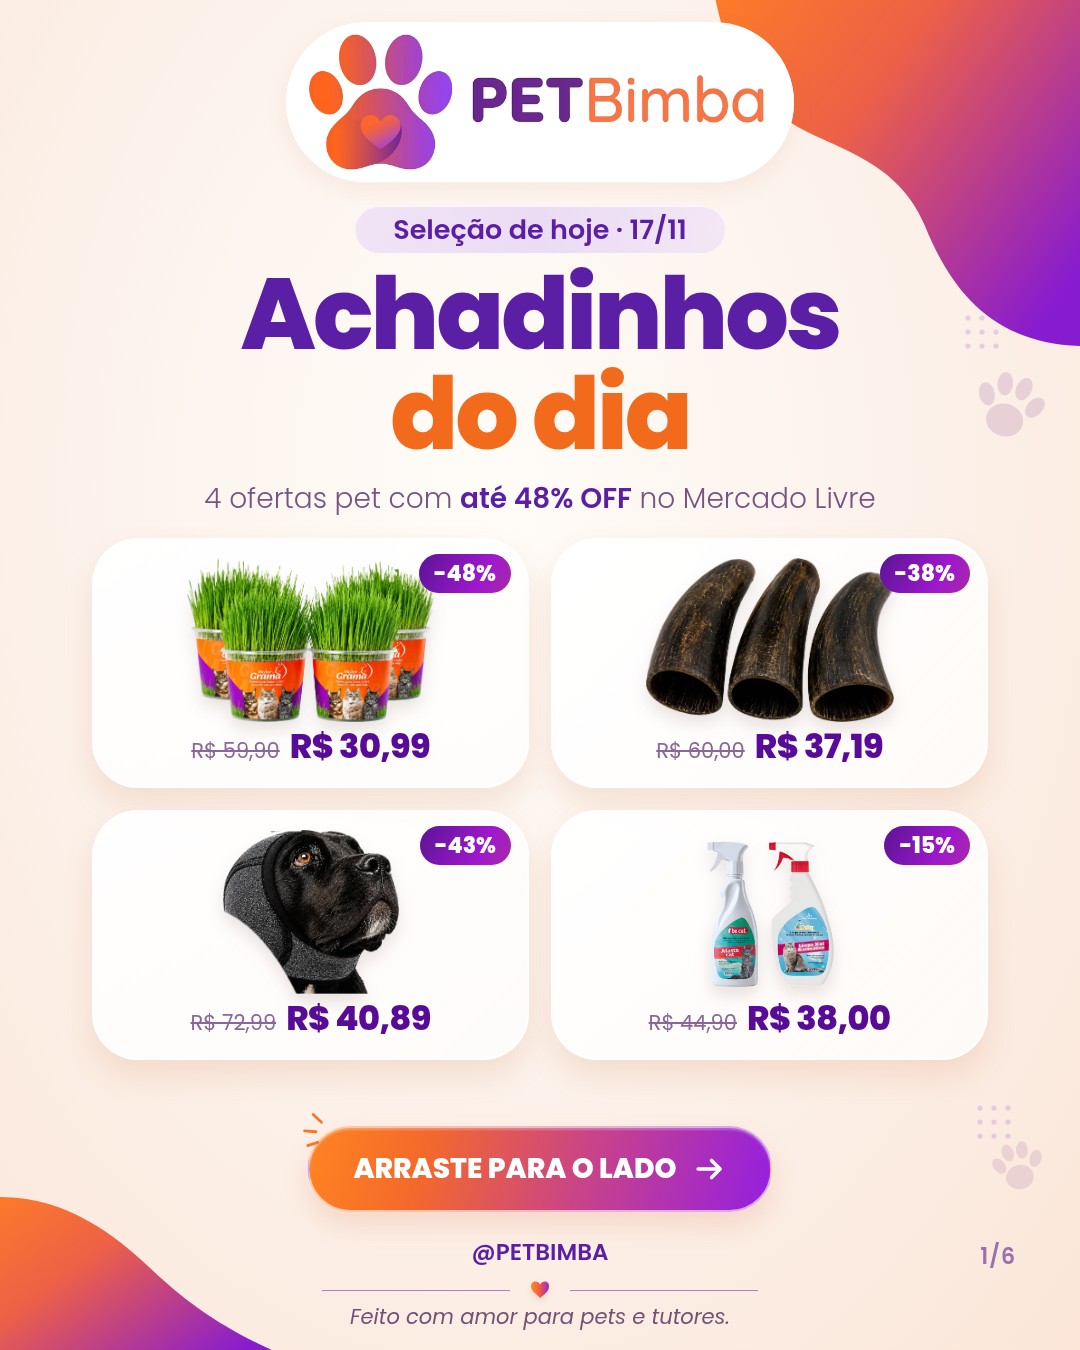 PETBimba
Seleção de hoje · 17/11
Achadinhos
do dia
4 ofertas pet com até 48% OFF no Mercado Livre
-48%
Grama
Grama
R$ 59,90 R$ 30,99
-38%
R$ 60,00 R$ 37,19
-43%
R$ 72,99 R$ 40,89
-15%
R$ 44,90 R$ 38,00
ARRASTE PARA O LADO →
@PETBIMBA
1/6
Feito com amor para pets e tutores.